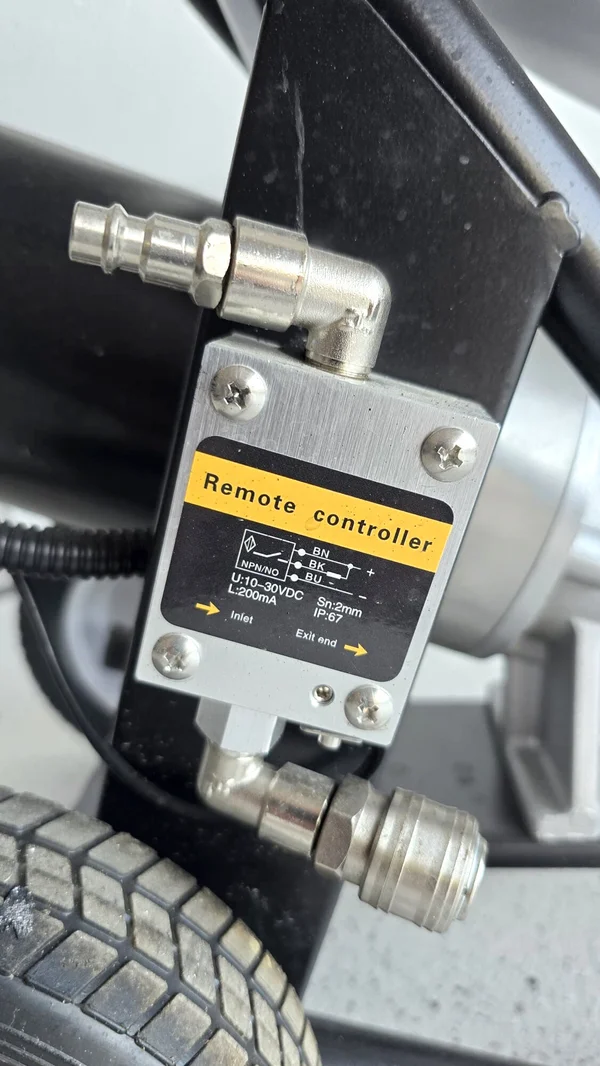 Remote controller
BN
BK +
BU -
NPN/NO
U:10-30VDC Sn:2mm
L:200mA IP:67
Inlet
Exit end